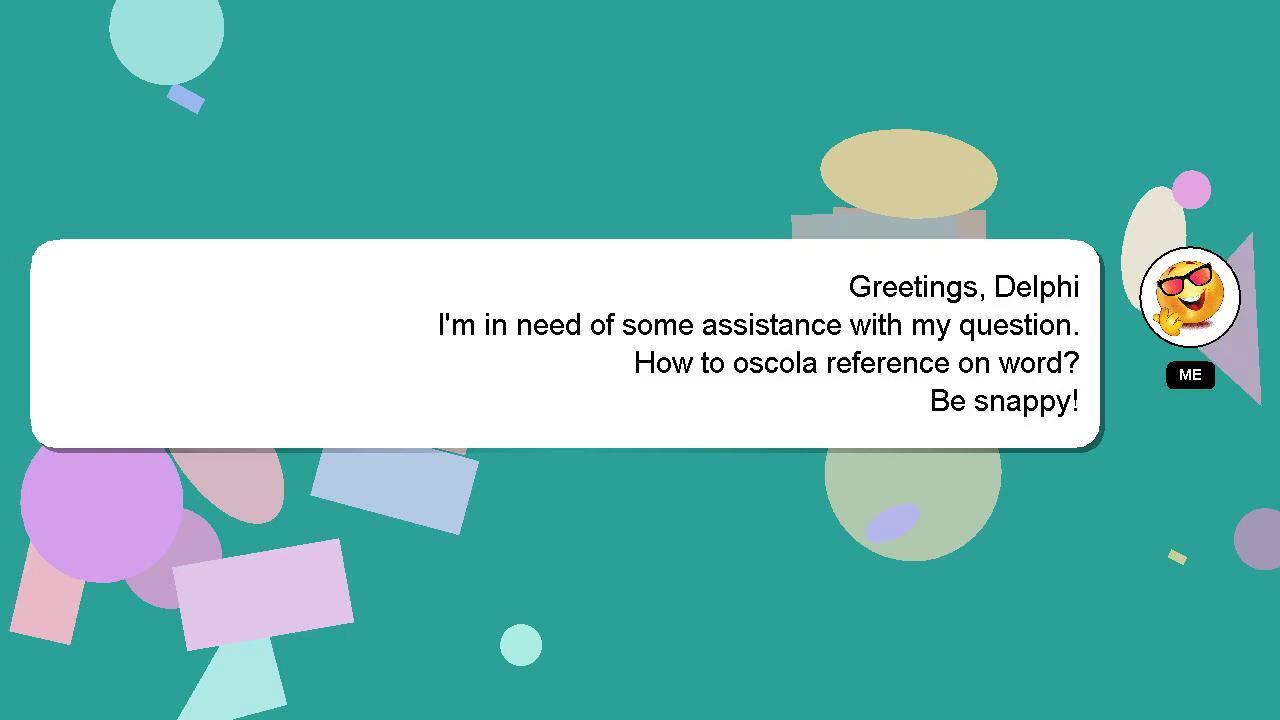 Greetings, Delphi
I'm in need of some assistance with my question.
How to oscola reference on word?
Be snappy!
ME